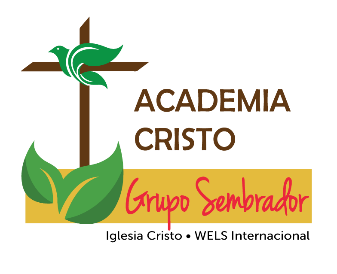 ACADEMIA
CRISTO
Grupo Sembrador
Iglesia Cristo • WELS Internacional